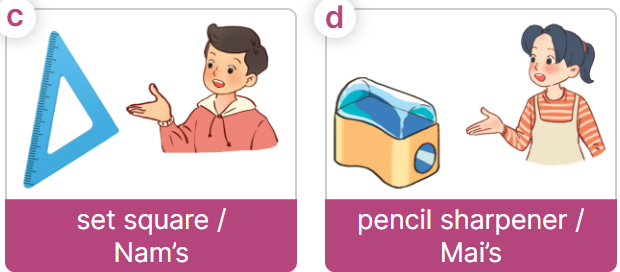 c
set square /
Nam's
d
pencil sharpener /
Mai's